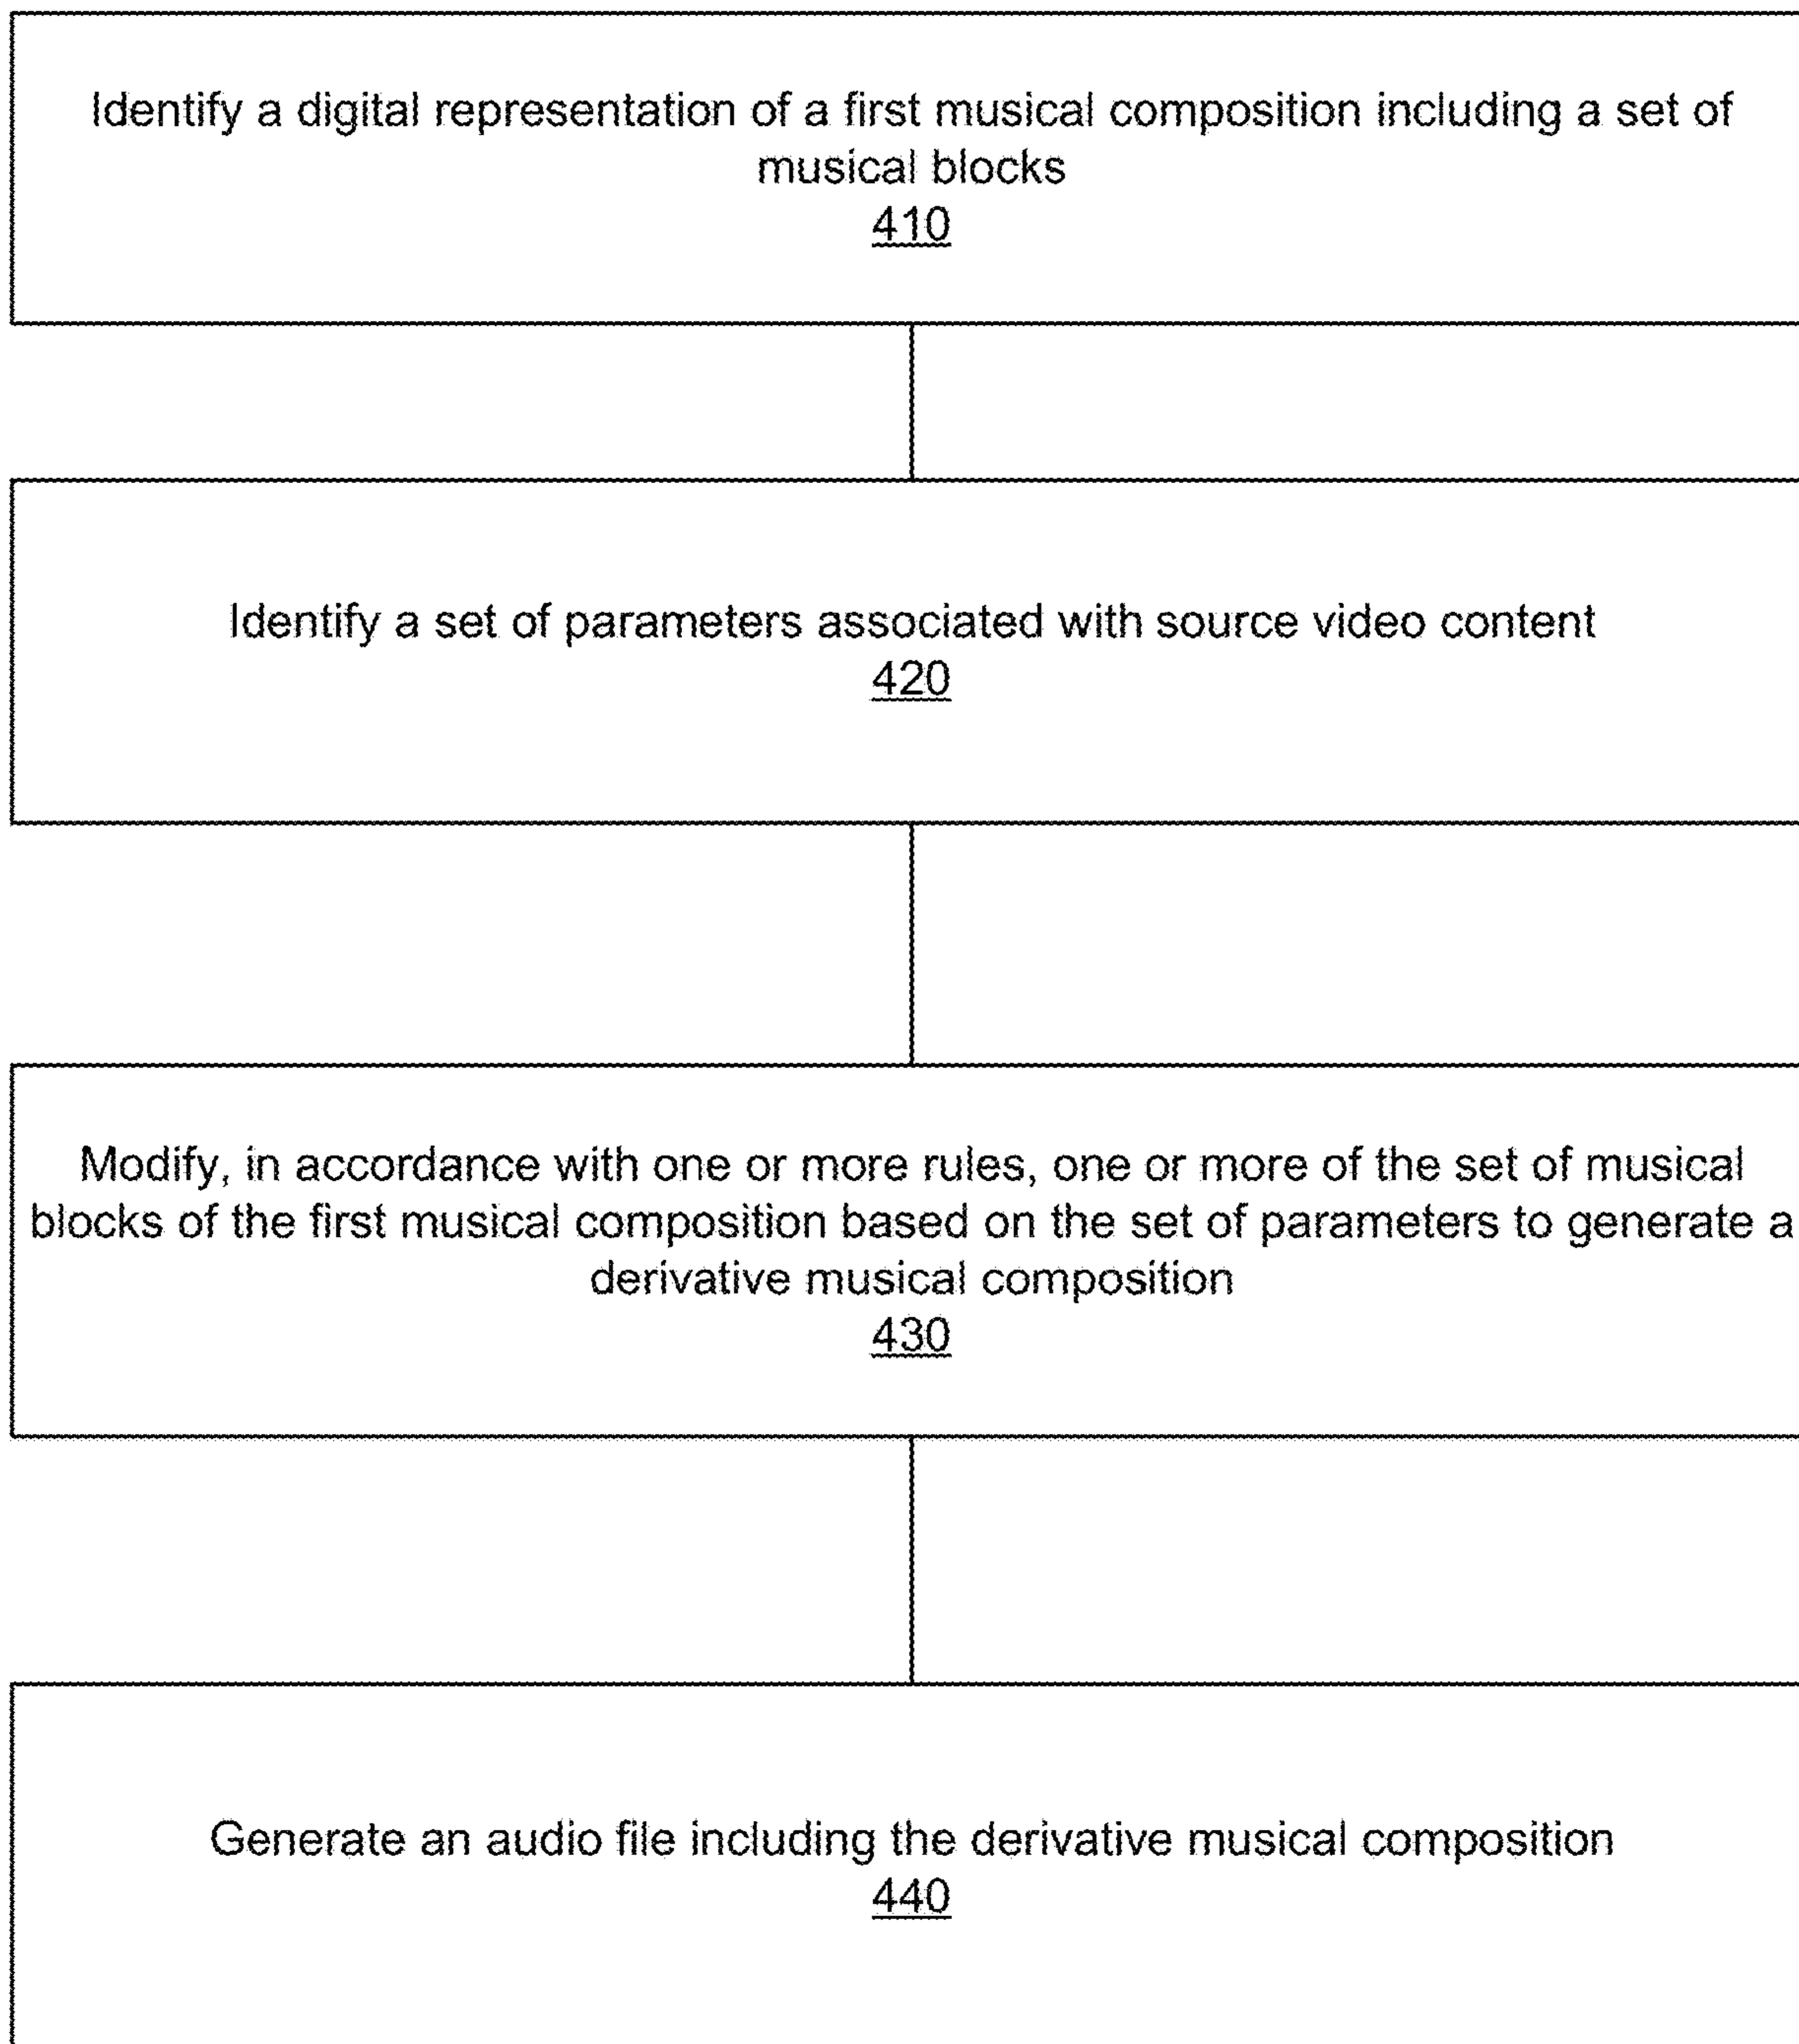 Identify a digital representation of a first musical composition including a set of
musical blocks
410
Identify a set of parameters associated with source video content
420
Modify, in accordance with one or more rules, one or more of the set of musical
blocks of the first musical composition based on the set of parameters to generate a
derivative musical composition
430
Generate an audio file including the derivative musical composition
440